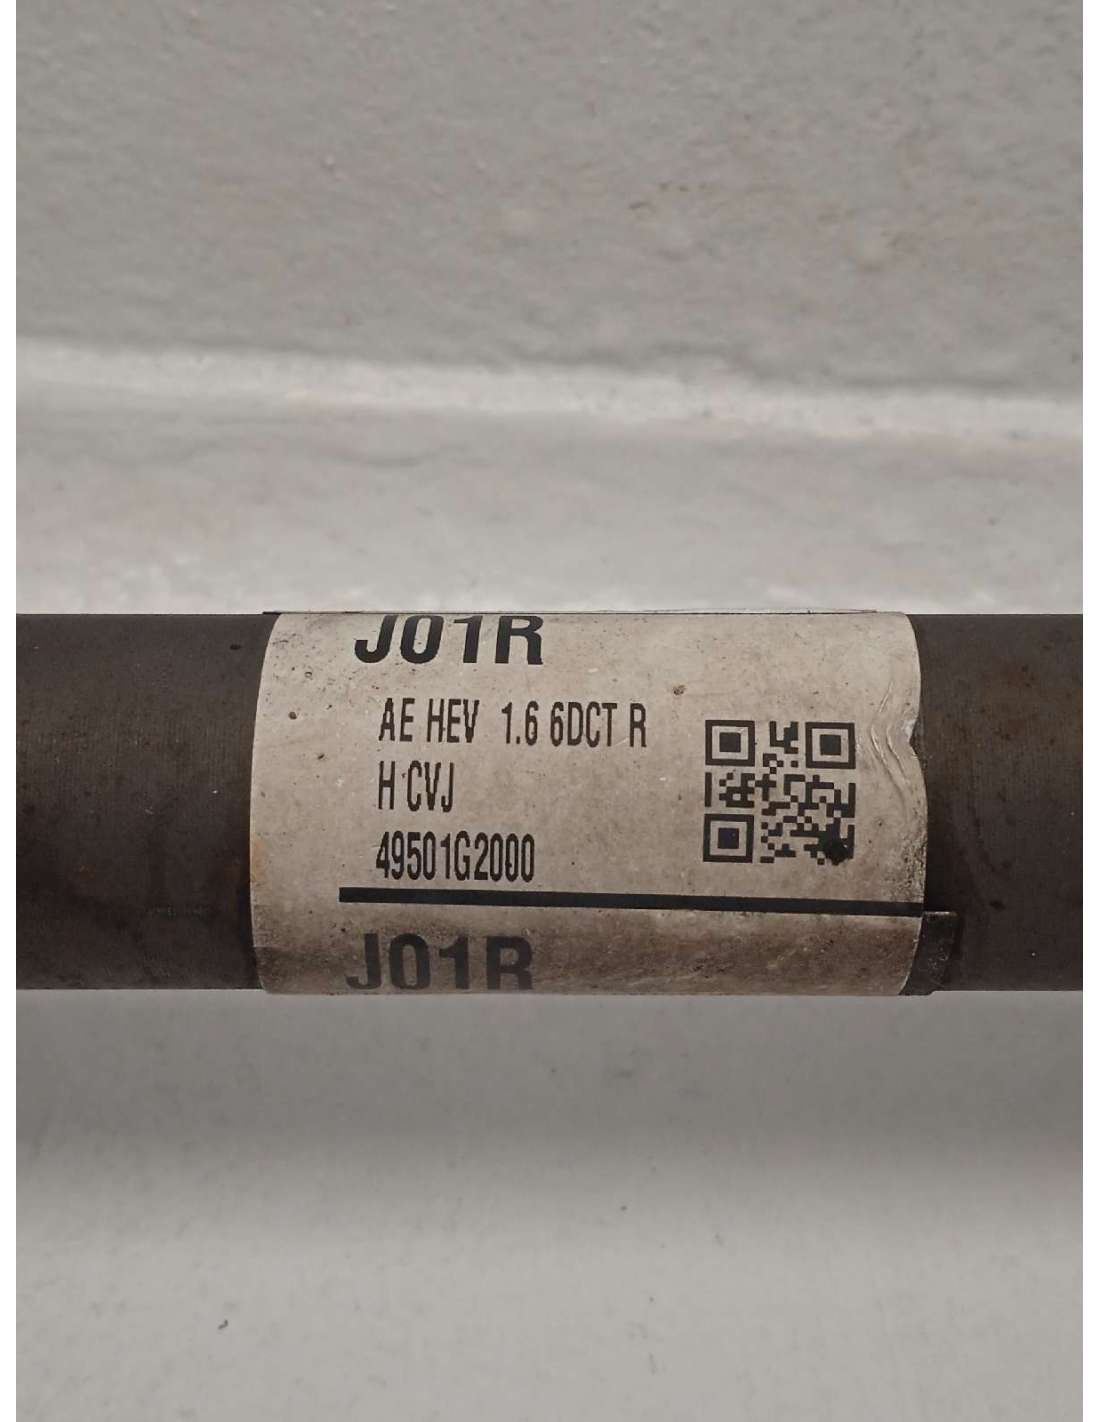 J01R
AE HEV 1.6 6DCT R
H CVJ
49501G2000
J01R